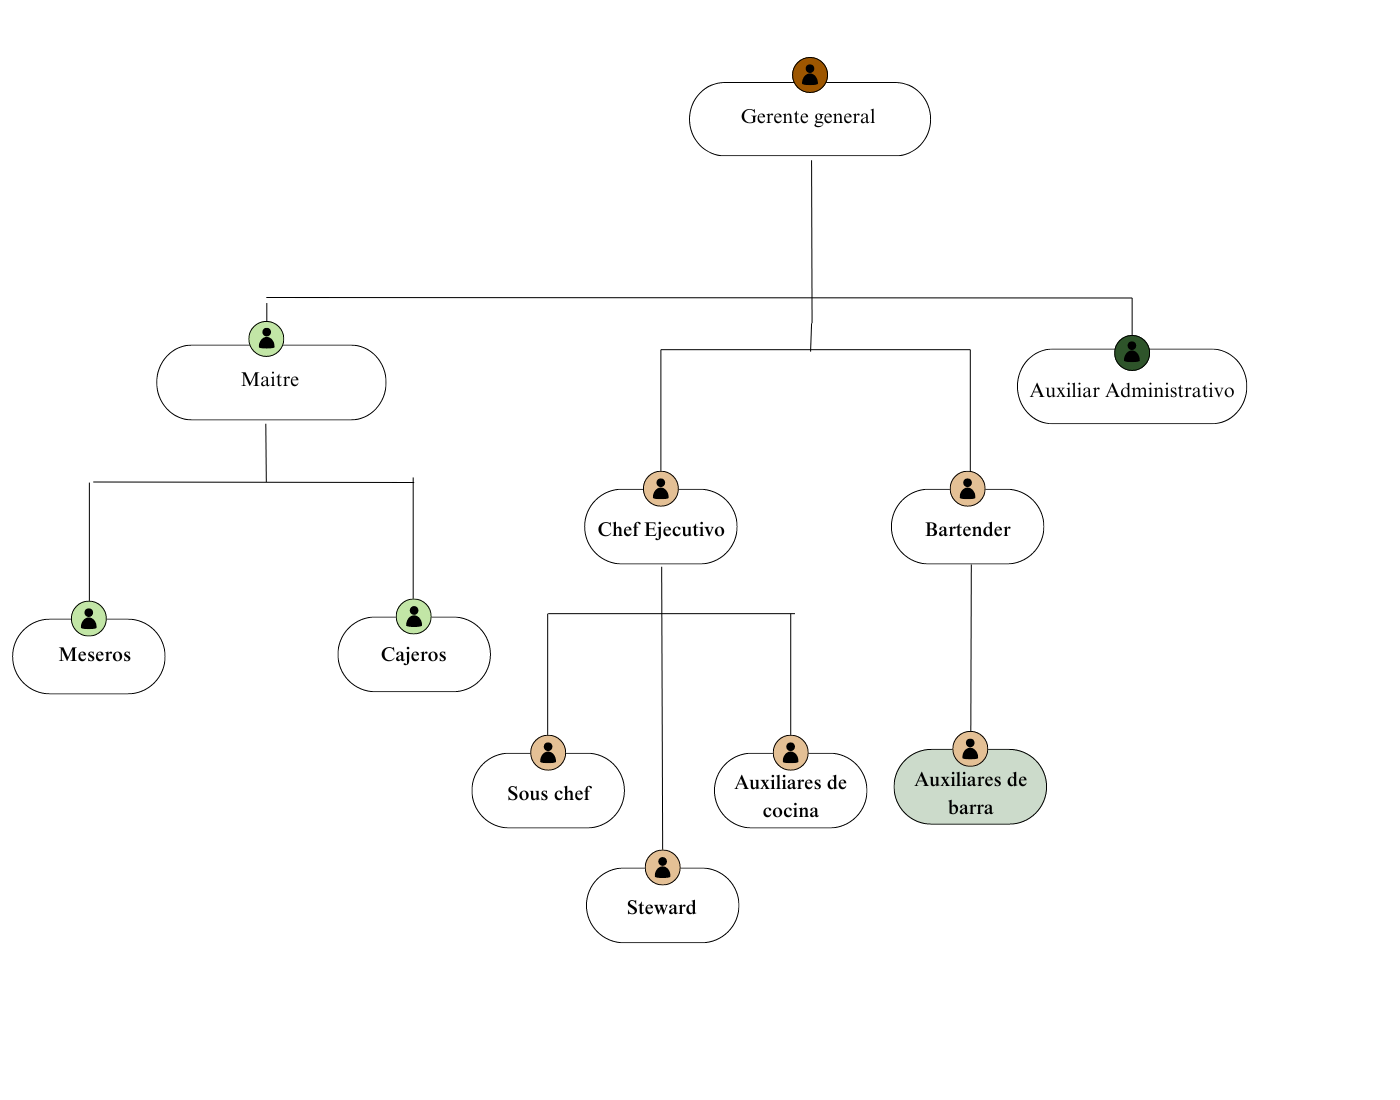 Gerente general
Maitre
Auxiliar Administrativo
Chef Ejecutivo
Bartender
Meseros
Cajeros
Sous chef
Auxiliares de
cocina
Auxiliares de
barra
Steward